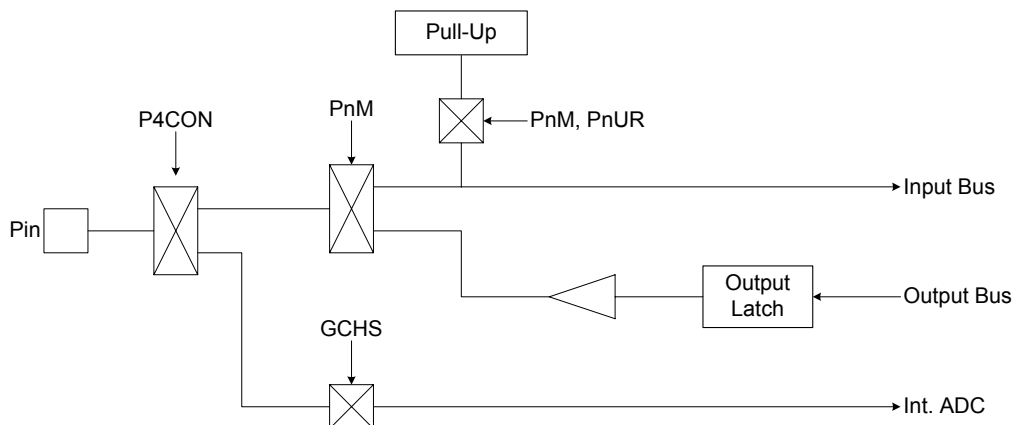 Pull-Up
P4CON
PnM
PnM, PnUR
Input Bus
Pin
Output
Latch
Output Bus
GCHS
Int. ADC